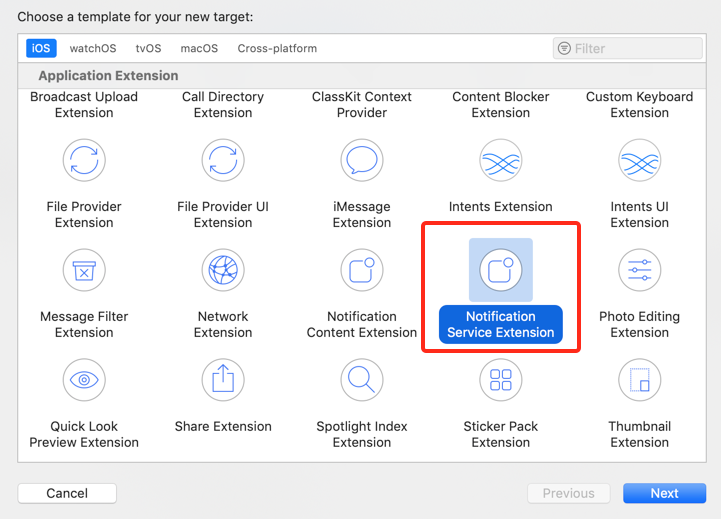 Choose a template for your new target:
iOS watchOS tvOS macOS Cross-platform Filter
Application Extension
Broadcast Upload Call Directory ClassKit Context Content Blocker Custom Keyboard
Extension Extension Provider Extension Extension
File Provider File Provider UI iMessage Intents Extension Intents UI
Extension Extension Extension Extension
Message Filter Network Notification Notification Photo Editing
Extension Extension Content Extension Service Extension Extension
Quick Look Share Extension Spotlight Index Sticker Pack Thumbnail
Preview Extension Extension Extension Extension
Cancel Previous Next